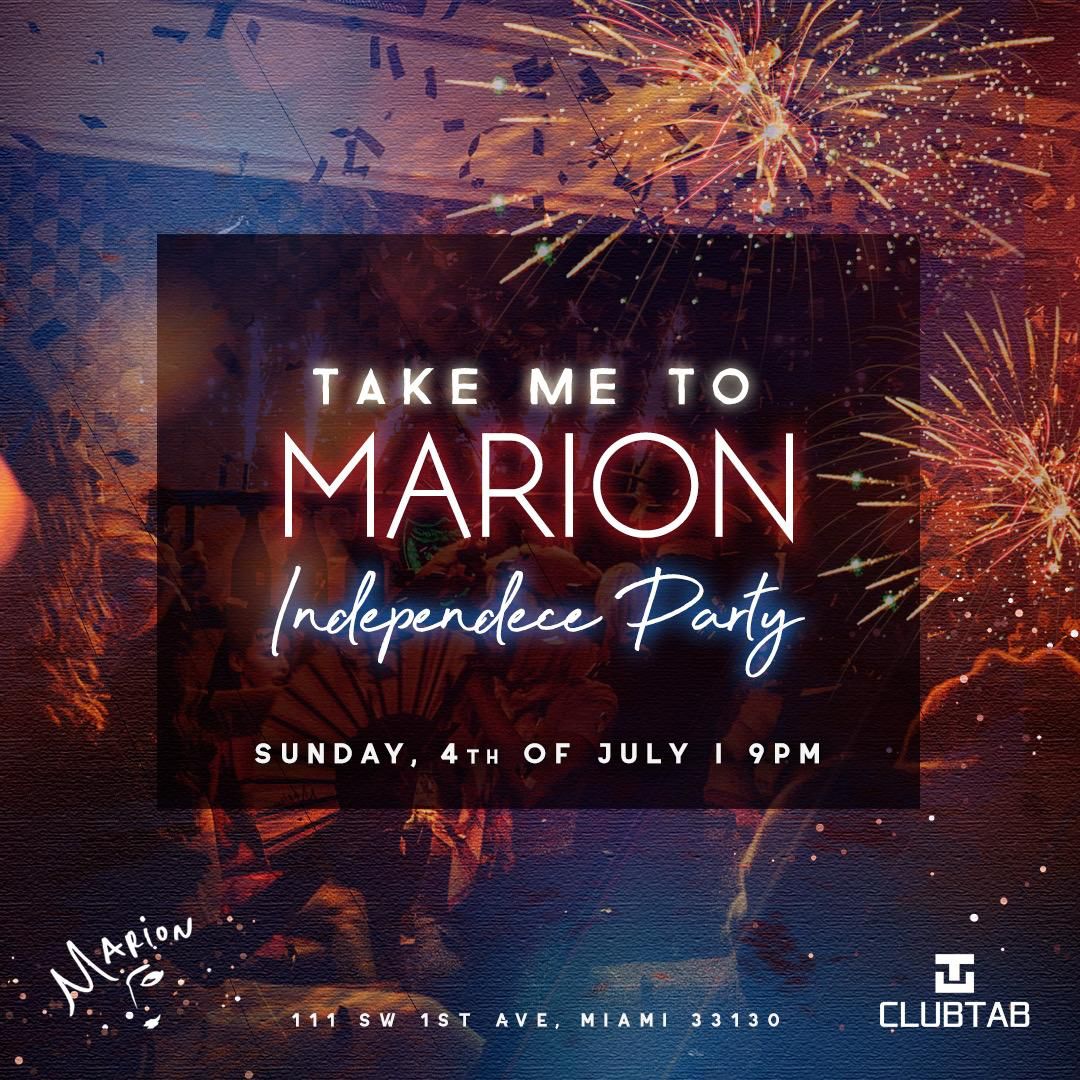 TAKE ME TO
MARION
Independece Party
SUNDAY, 4TH OF JULY I 9PM
MARION
111 SW 1ST AVE, MIAMI 33130
CLUBTAB